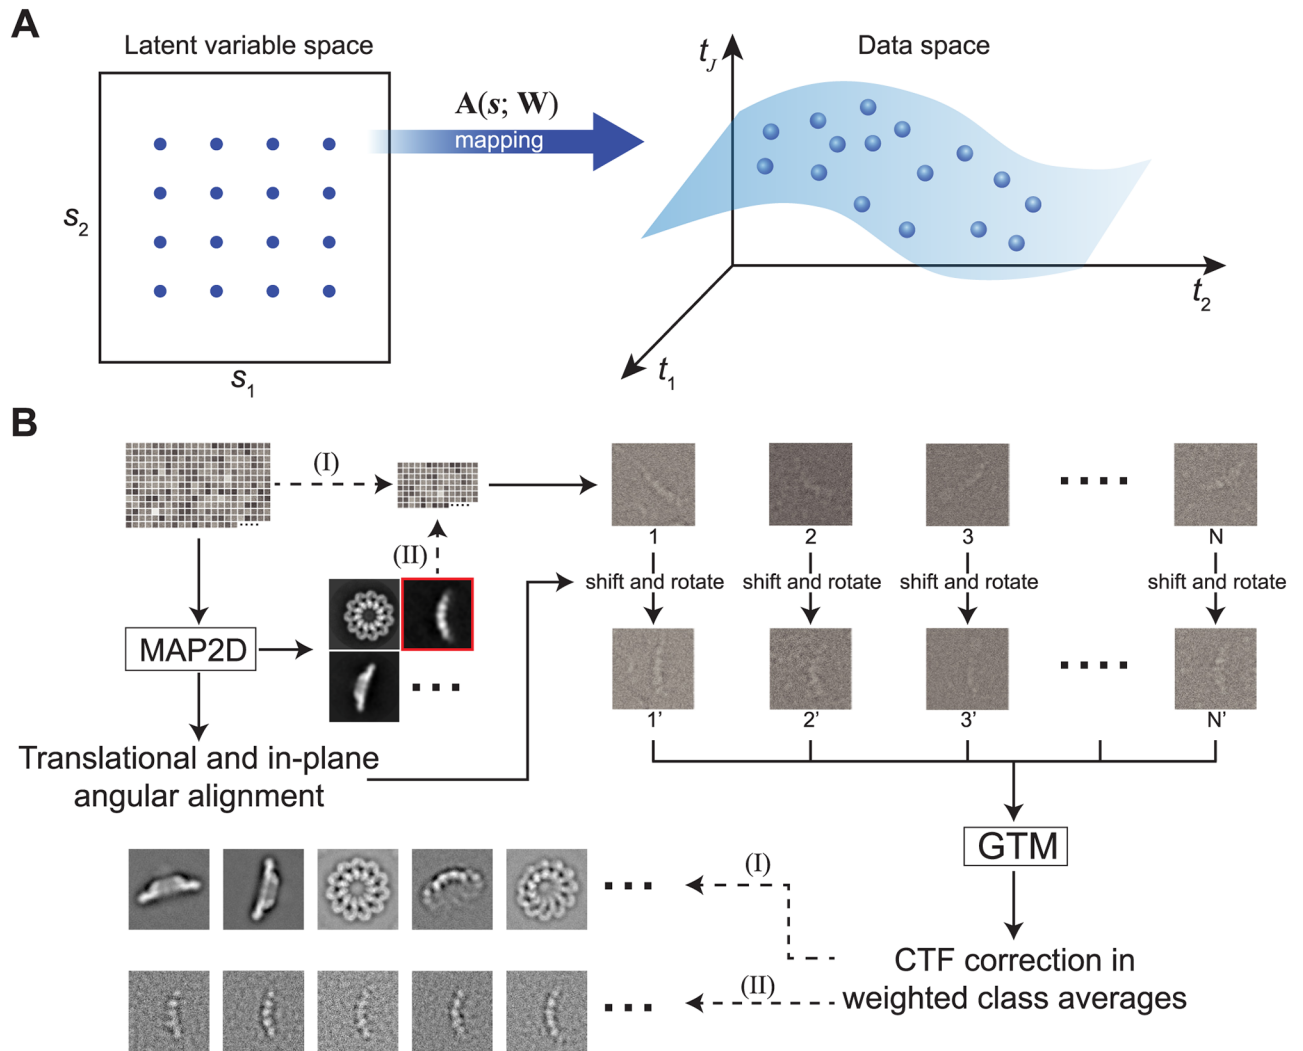 A
Latent variable space
Data space
A(s; W)
mapping
s2
s1
tJ
t2
t1
B
(I)
(II)
1
2
3
N
shift and rotate
shift and rotate
shift and rotate
shift and rotate
MAP2D
1’
2’
3’
N’
Translational and in-plane
angular alignment
GTM
(I)
(II)
CTF correction in
weighted class averages